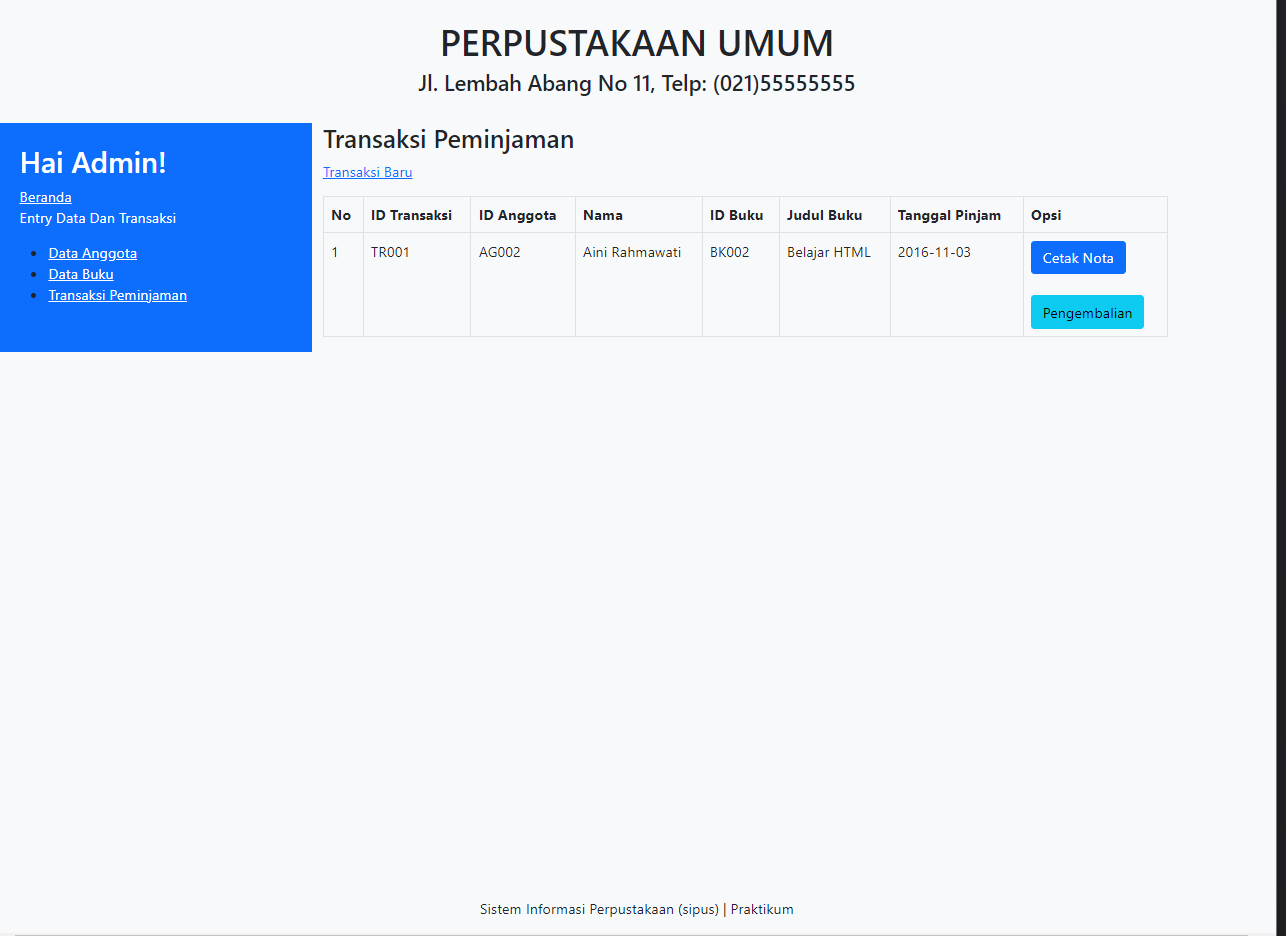 PERPUSTAKAAN UMUM
Jl. Lembah Abang No 11, Telp: (021)55555555
Hai Admin!
Beranda
Entry Data Dan Transaksi
Data Anggota
Data Buku
Transaksi Peminjaman
Transaksi Peminjaman
Transaksi Baru
No ID Transaksi ID Anggota Nama ID Buku Judul Buku Tanggal Pinjam Opsi
1 TR001 AG002 Aini Rahmawati BK002 Belajar HTML 2016-11-03 Cetak Nota
Pengembalian
Sistem Informasi Perpustakaan (sipus) | Praktikum